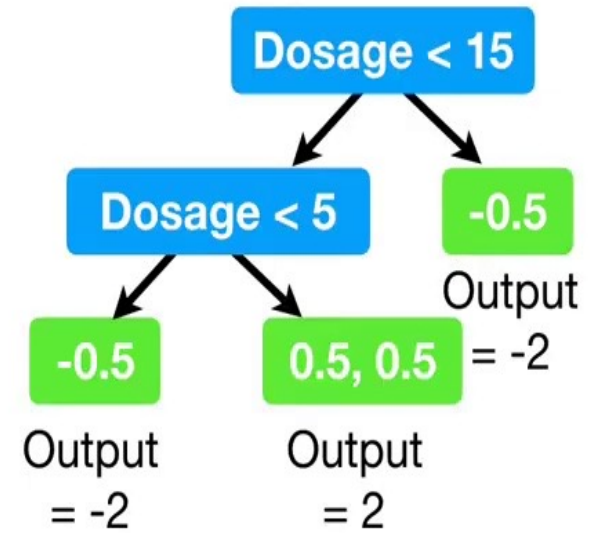 Dosage < 15
Dosage < 5
-0.5
Output
= -2
-0.5
Output
= -2
0.5, 0.5
Output
= 2